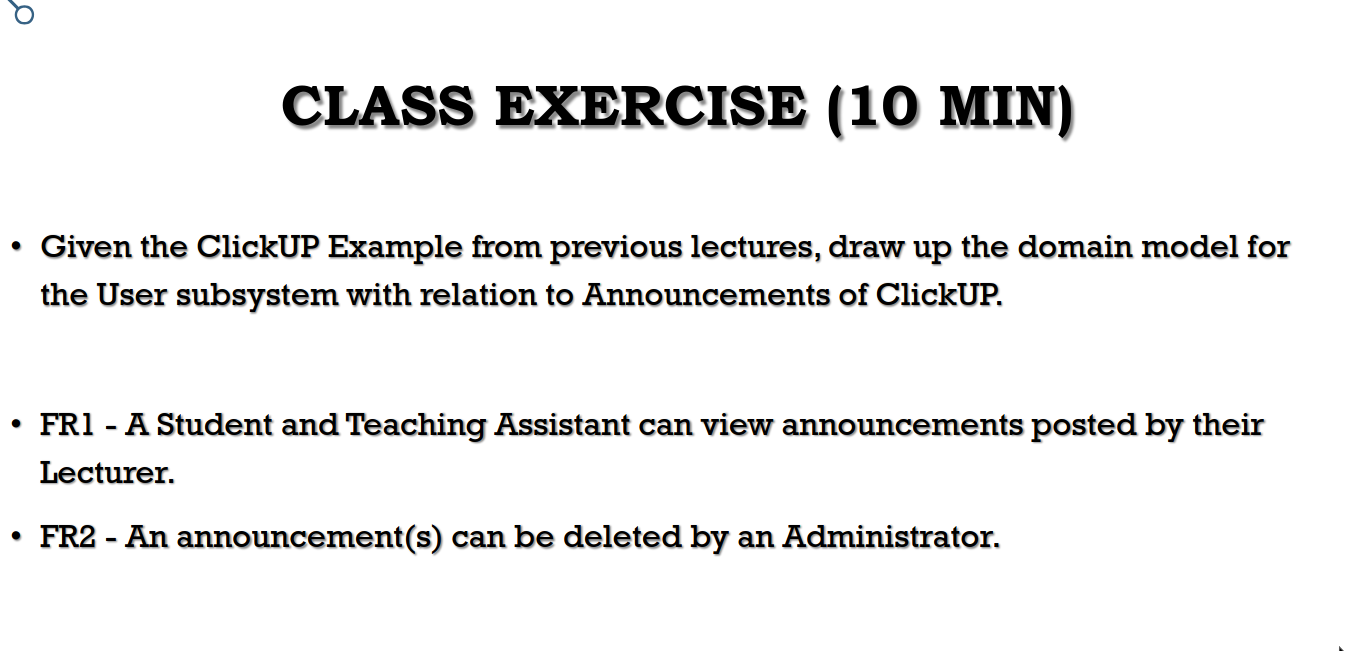 CLASS EXERCISE (10 MIN)
• Given the ClickUP Example from previous lectures, draw up the domain model for
the User subsystem with relation to Announcements of ClickUP.
• FR1 - A Student and Teaching Assistant can view announcements posted by their
Lecturer.
• FR2 - An announcement(s) can be deleted by an Administrator.